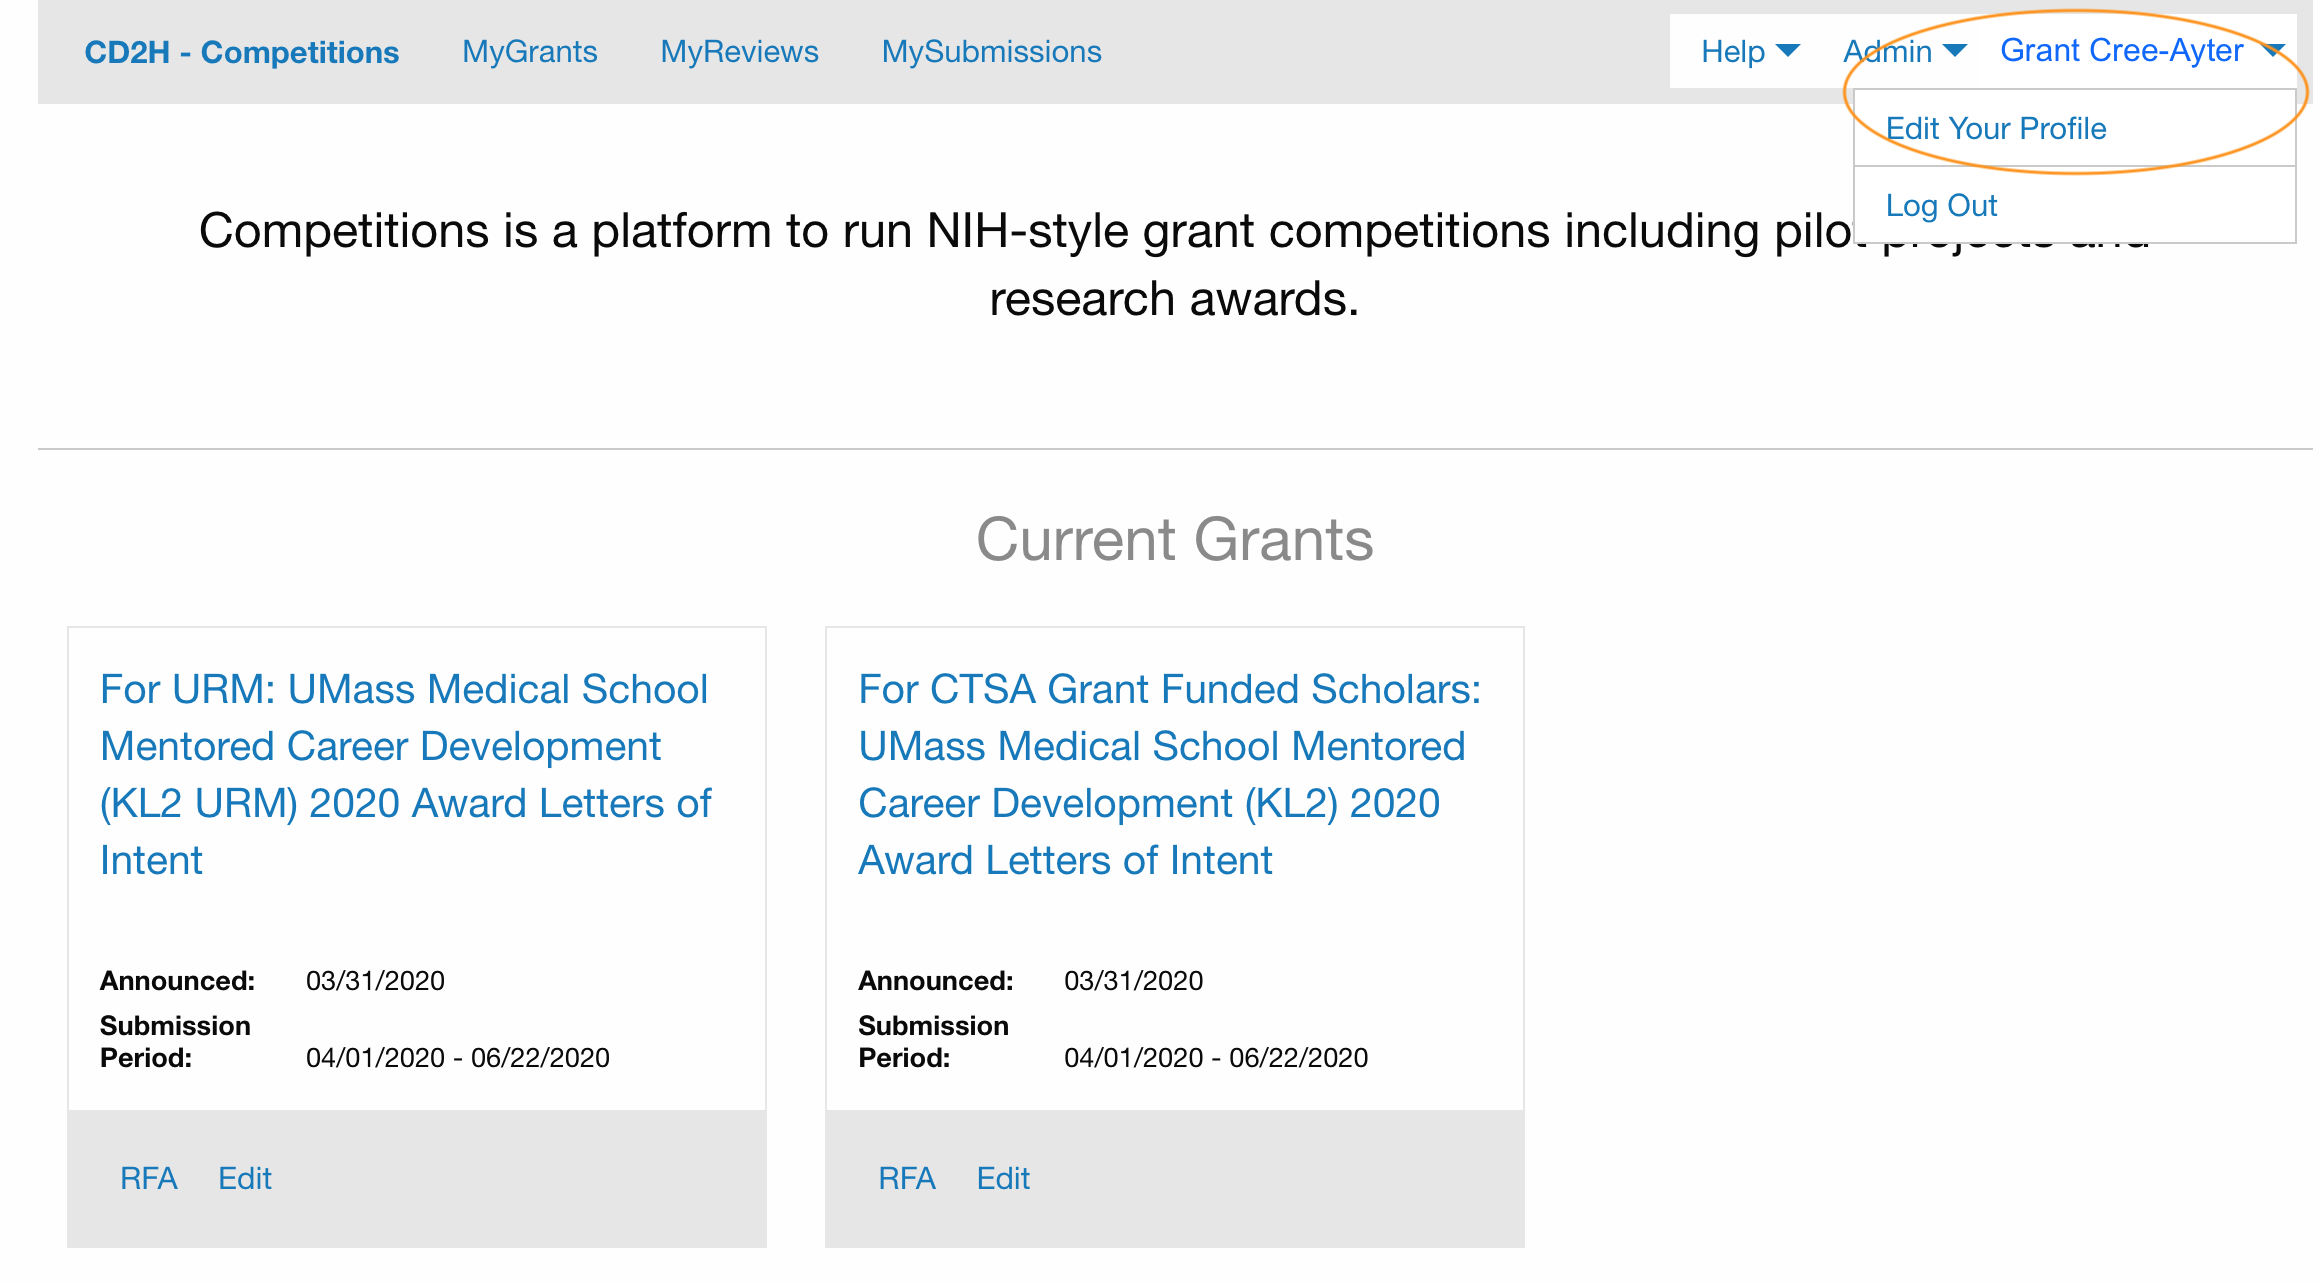 CD2H - Competitions MyGrants MyReviews MySubmissions Help Admin Grant Cree-Ayter
Edit Your Profile
Log Out
Competitions is a platform to run NIH-style grant competitions including pilot projects and
research awards.
Current Grants
For URM: UMass Medical School
Mentored Career Development
(KL2 URM) 2020 Award Letters of
Intent
Announced: 03/31/2020
Submission
Period: 04/01/2020 - 06/22/2020
RFA Edit
For CTSA Grant Funded Scholars:
UMass Medical School Mentored
Career Development (KL2) 2020
Award Letters of Intent
Announced: 03/31/2020
Submission
Period: 04/01/2020 - 06/22/2020
RFA Edit